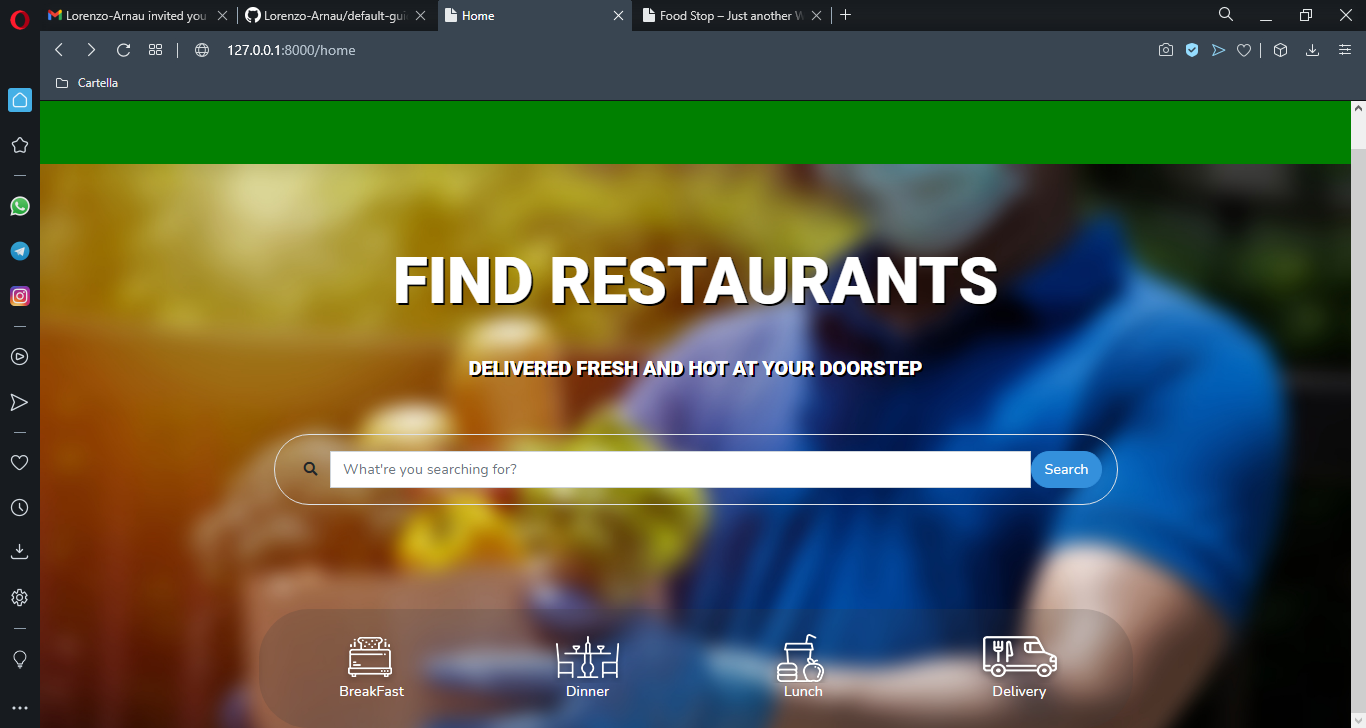 Lorenzo-Arnau invited you
Lorenzo-Arnau/default-gui
Home
Food Stop – Just another W
127.0.0.1:8000/home
Cartella
FIND RESTAURANTS
DELIVERED FRESH AND HOT AT YOUR DOORSTEP
What're you searching for?
Search
BreakFast
Dinner
Lunch
Delivery